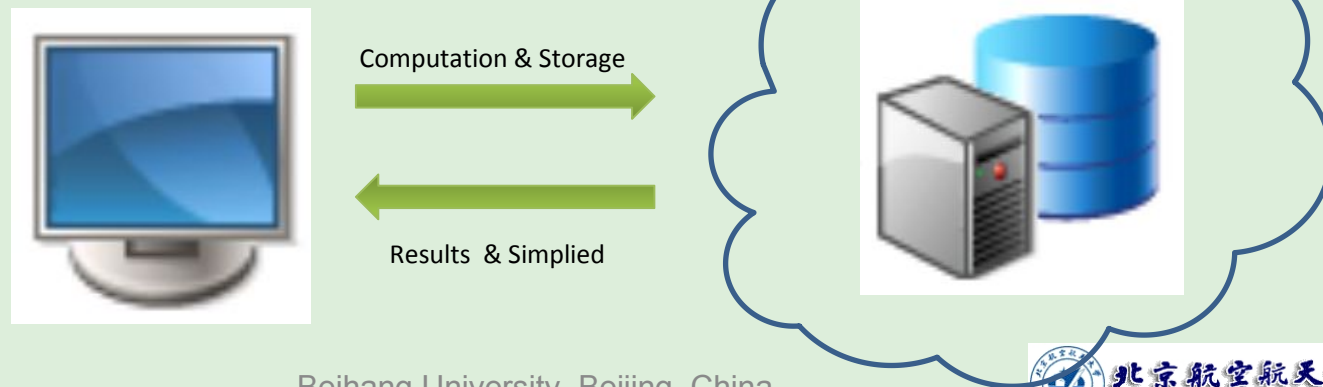 Computation & Storage
Results & Simplied
Beihang University, Beijing, China
北京航空航天